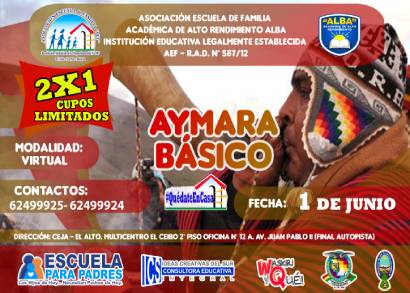 ASOCIACIÓN ESCUELA DE FAMILIA
ACADÉMICA DE ALTO RENDIMIENTO ALBA
INSTITUCIÓN EDUCATIVA LEGALMENTE ESTABLECIDA
AEF – R.A.D. N° 587/12
"ALBA"
2X1
CUPOS
LIMITADOS
AYMARA
BÁSICO
MODALIDAD:
VIRTUAL
CONTACTOS:
62499925- 62499924
#QuédateEnCasa
FECHA: 1 DE JUNIO
DIRECCIÓN: CEJA - EL ALTO, MULTICENTRO EL CEIBO 2° PISO OFICINA N° 12 A. AV. JUAN PABLO II (FINAL AUTOPISTA)
ESCUELA
PARA PADRES
ICS
IDEAS CREATIVAS DEL SUR
CONSULTORA EDUCATIVA